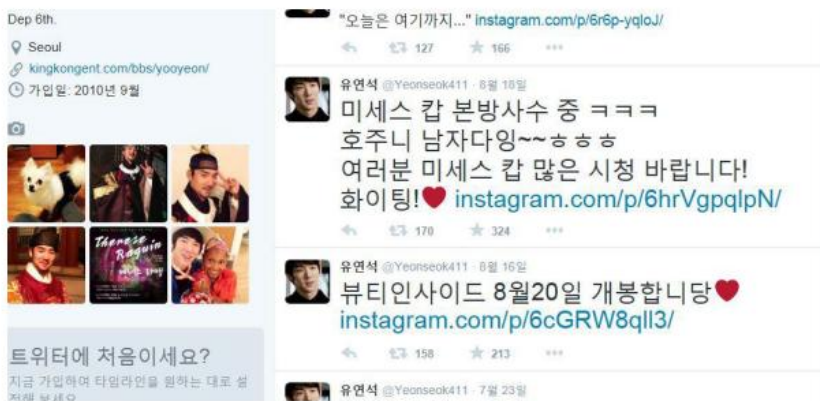 Dep 6th.
Seoul
kingkongent.com/bbs/yooyeon/
가입일: 2010년 9월
Therese
Raquin
트위터에 처음이세요?
지금 가입하여 타임라인을 원하는 대로 설
정해 보세요
"오늘은 여기까지..." instagram.com/p/6r6p-yqloJ/
127 166
유연석 @Yeonseok411 · 8월 18일
미세스 캅 본방사수 중 ㅋㅋㅋ
호주니 남자다잉~~ㅎㅎㅎ
여러분 미세스 캅 많은 시청 바랍니다!
화이팅!❤ instagram.com/p/6hrVgpqlpN/
170 324
유연석 @Yeonseok411 · 8월 16일
뷰티인사이드 8월20일 개봉합니당❤
instagram.com/p/6cGRW8qll3/
158 213
유연석 @Yeonseok411 · 7월 23일